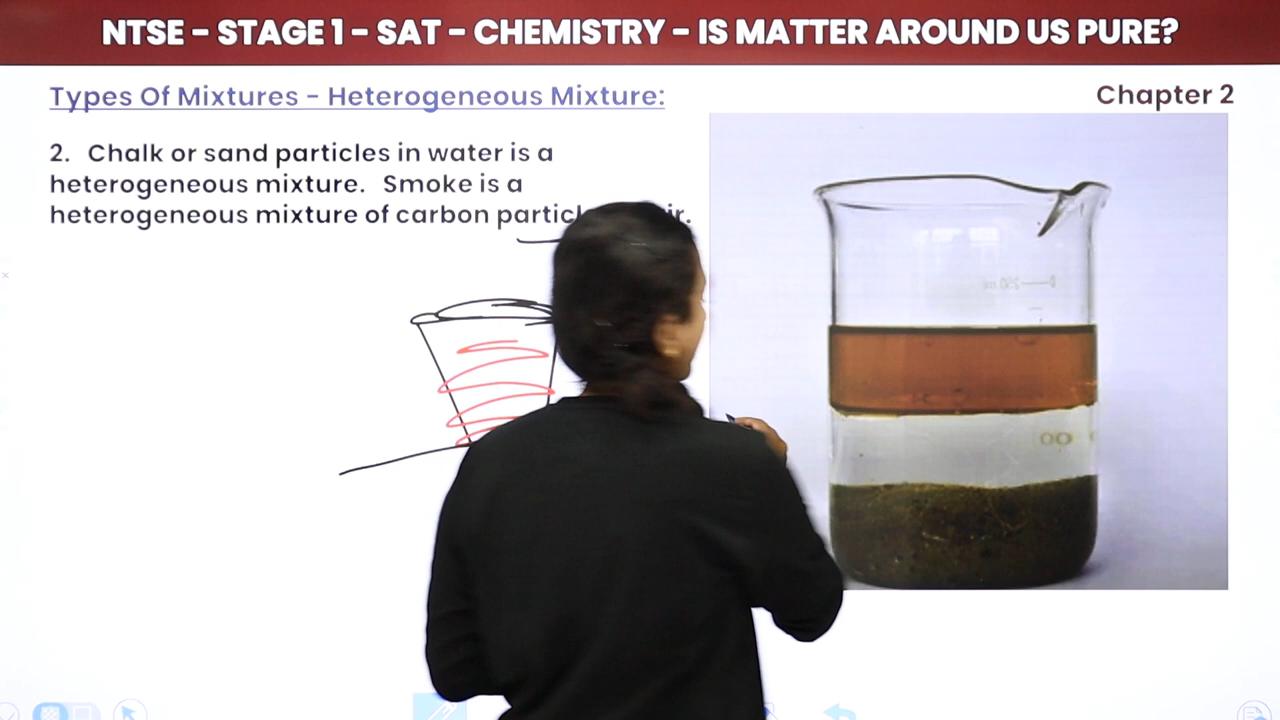 NTSE - STAGE 1 - SAT - CHEMISTRY - IS MATTER AROUND US PURE?
Types Of Mixtures - Heterogeneous Mixture:
Chapter 2
2. Chalk or sand particles in water is a
heterogeneous mixture. Smoke is a
heterogeneous mixture of carbon